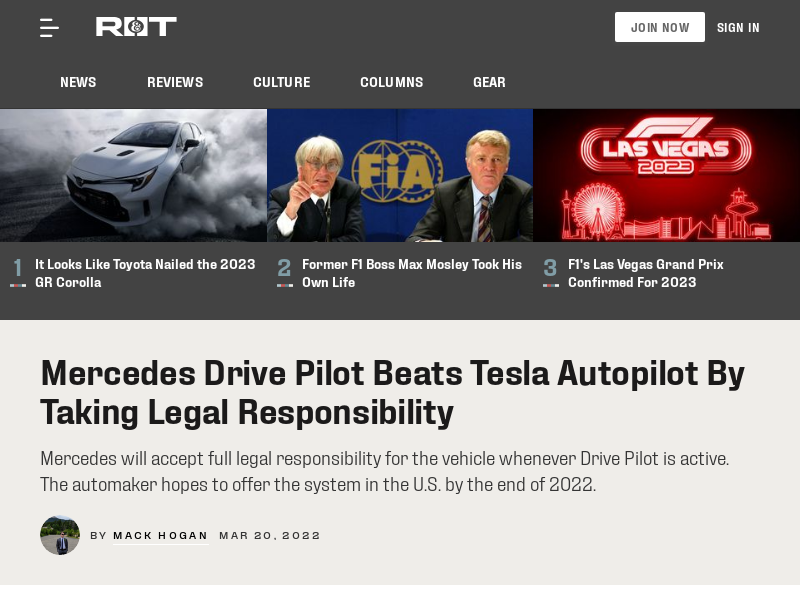 R&T
JOIN NOW
SIGN IN
NEWS
REVIEWS
CULTURE
COLUMNS
GEAR
FiA
LAS VEGAS
2023
1
It Looks Like Toyota Nailed the 2023
GR Corolla
2
Former F1 Boss Max Mosley Took His
Own Life
3
F1's Las Vegas Grand Prix
Confirmed For 2023
Mercedes Drive Pilot Beats Tesla Autopilot By
Taking Legal Responsibility
Mercedes will accept full legal responsibility for the vehicle whenever Drive Pilot is active.
The automaker hopes to offer the system in the U.S. by the end of 2022.
BY MACK HOGAN MAR 20, 2022